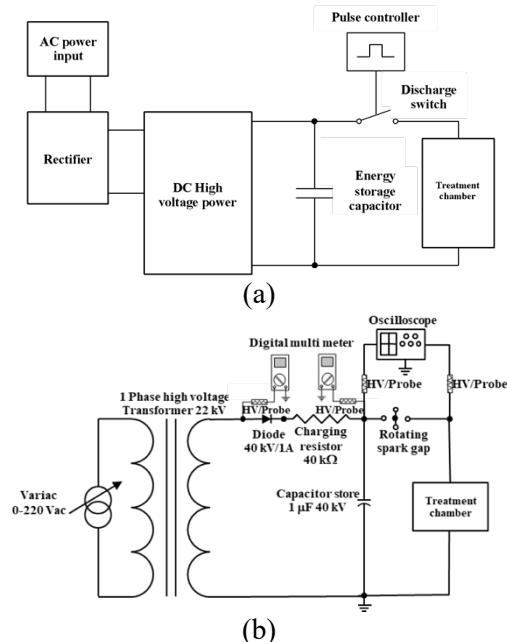 Pulse controller
AC power
input
Discharge
switch
Rectifier
DC High
voltage power
Energy
storage
capacitor
Treatment
chamber
(a)
Oscilloscope
Digital multi meter
1 Phase high voltage
Transformer 22 kV
HV/Probe
HV/Probe
HV/Probe
HV/Probe
Diode
40 kV/1A
Charging
resistor
40 kΩ
Rotating
spark gap
Variac
0-220 Vac
Capacitor store
1 µF 40 kV
Treatment
chamber
(b)